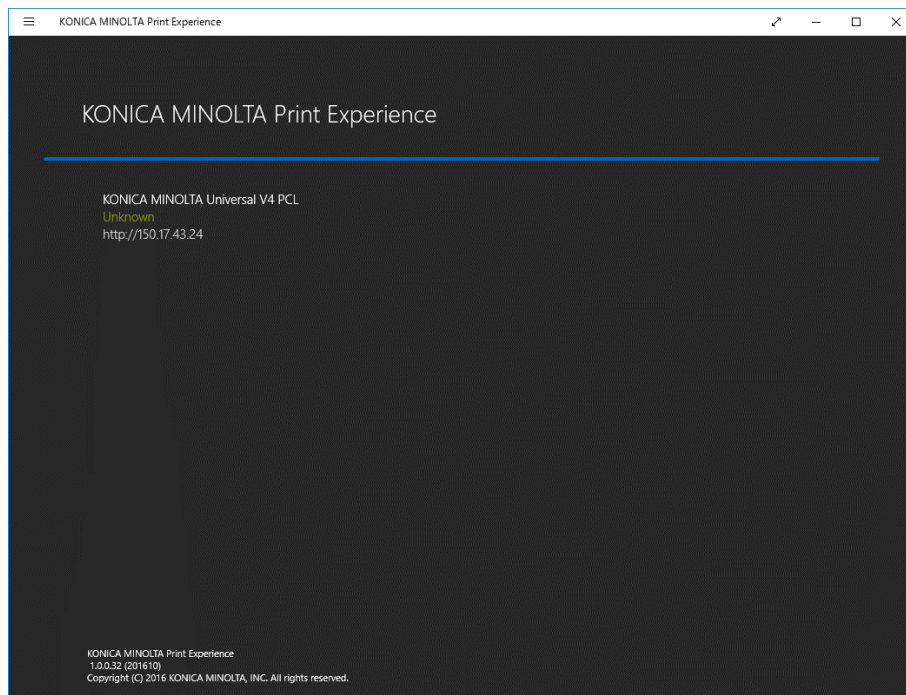 KONICA MINOLTA Print Experience
KONICA MINOLTA Print Experience
KONICA MINOLTA Universal V4 PCL
Unknown
http://150.17.43.24
KONICA MINOLTA Print Experience
1.0.0.32 (201610)
Copyright (C) 2016 KONICA MINOLTA, INC. All rights reserved.